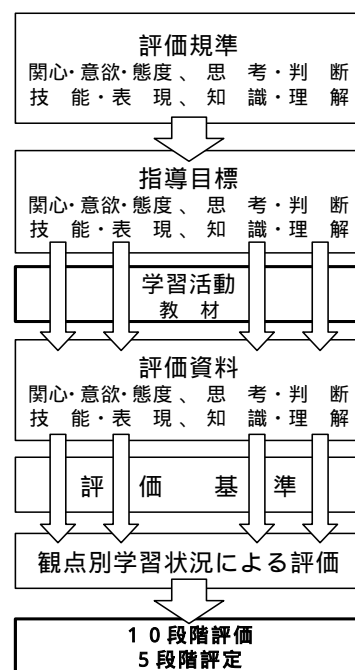 評価規準
関心・意欲・態度、思考・判断
技能・表現、知識・理解
指導目標
関心・意欲・態度、思考・判断
技能・表現、知識・理解
学習活動
教材
評価資料
関心・意欲・態度、思考・判断
技能・表現、知識・理解
評価基準
観点別学習状況による評価
10段階評価
5段階評定